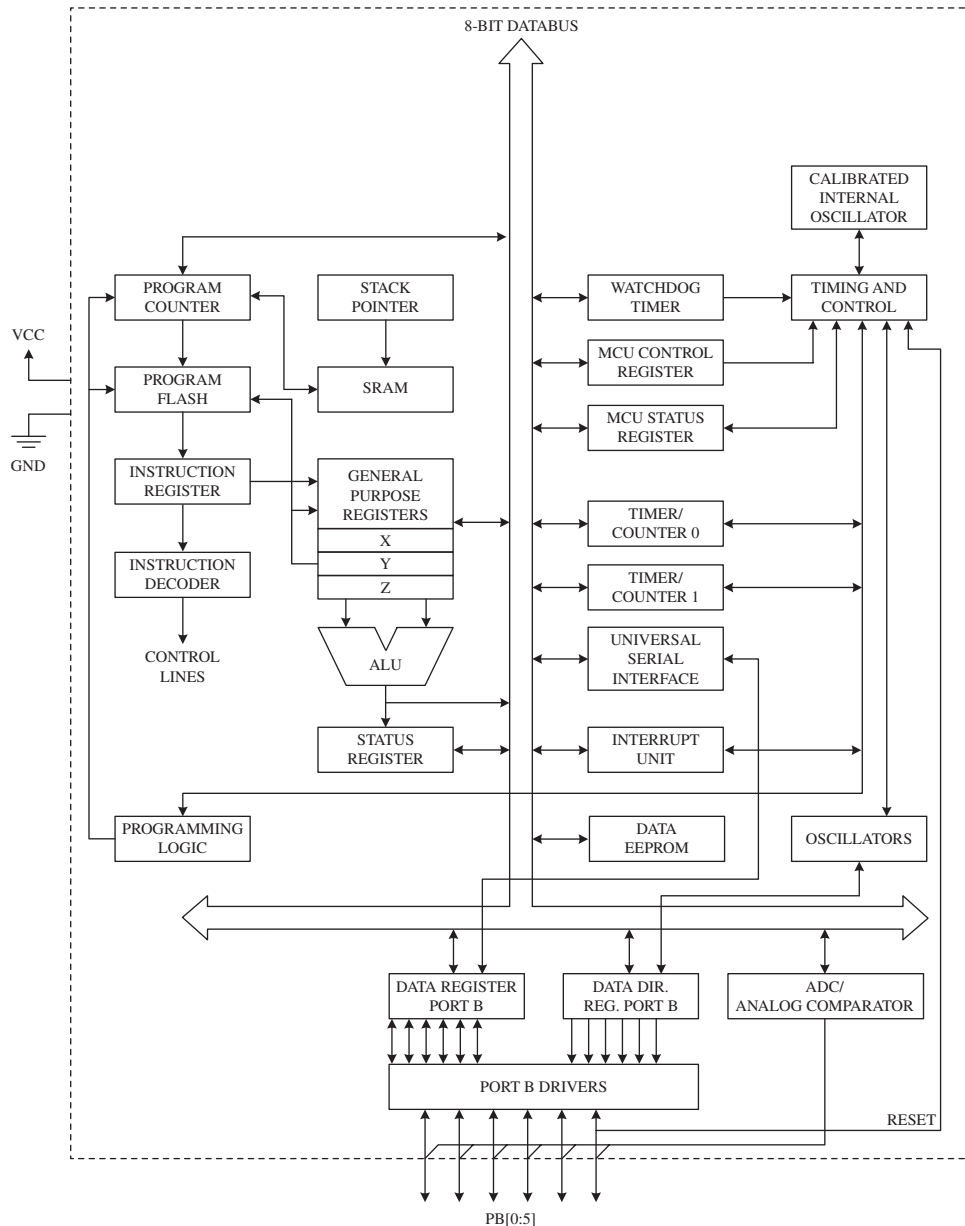 8-BIT DATABUS
CALIBRATED
INTERNAL
OSCILLATOR
PROGRAM
COUNTER
STACK
POINTER
WATCHDOG
TIMER
TIMING AND
CONTROL
VCC
PROGRAM
FLASH
SRAM
MCU CONTROL
REGISTER
MCU STATUS
REGISTER
GND
INSTRUCTION
REGISTER
GENERAL
PURPOSE
REGISTERS
X
Y
Z
TIMER/
COUNTER 0
INSTRUCTION
DECODER
TIMER/
COUNTER 1
CONTROL
LINES
ALU
UNIVERSAL
SERIAL
INTERFACE
STATUS
REGISTER
INTERRUPT
UNIT
PROGRAMMING
LOGIC
DATA
EEPROM
OSCILLATORS
DATA REGISTER
PORT B
DATA DIR.
REG. PORT B
ADC/
ANALOG COMPARATOR
PORT B DRIVERS
RESET
PB[0:5]